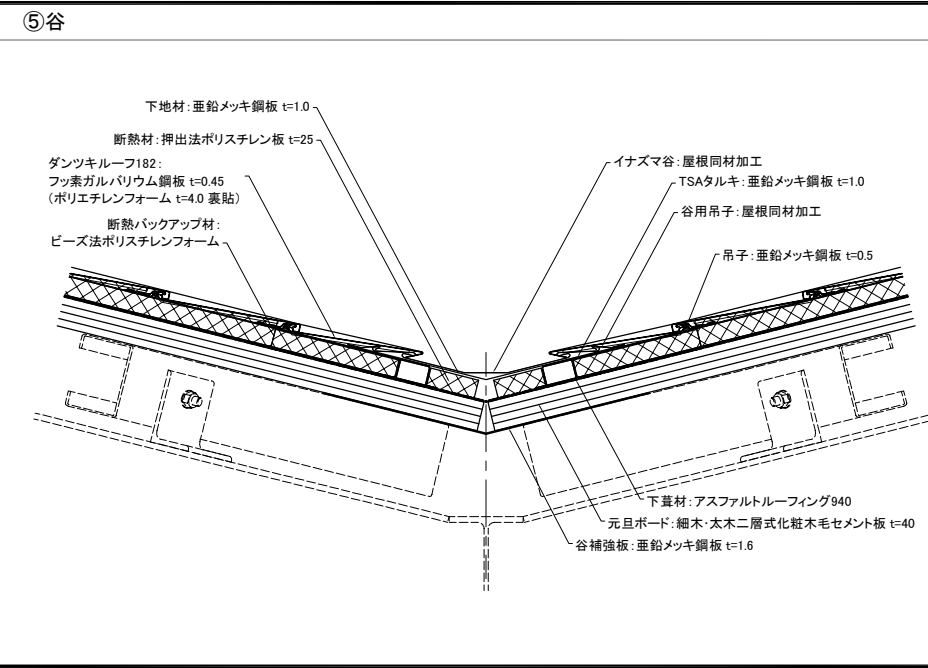 ⑤谷
下地材：亜鉛メッキ鋼板 t=1.0
断熱材：押出法ポリスチレン板 t=25
ダンツキルーフ182：
フッ素ガルバリウム鋼板 t=0.45
（ポリエチレンフォーム t=4.0 裏貼）
断熱バックアップ材：
ビーズ法ポリスチレンフォーム
イナズマ谷：屋根同材加工
TSAタルキ：亜鉛メッキ鋼板 t=1.0
谷用吊子：屋根同材加工
吊子：亜鉛メッキ鋼板 t=0.5
下葺材：アスファルトルーフィング940
元旦ボード：細木・太木二層式化粧木毛セメント板 t=40
谷補強板：亜鉛メッキ鋼板 t=1.6